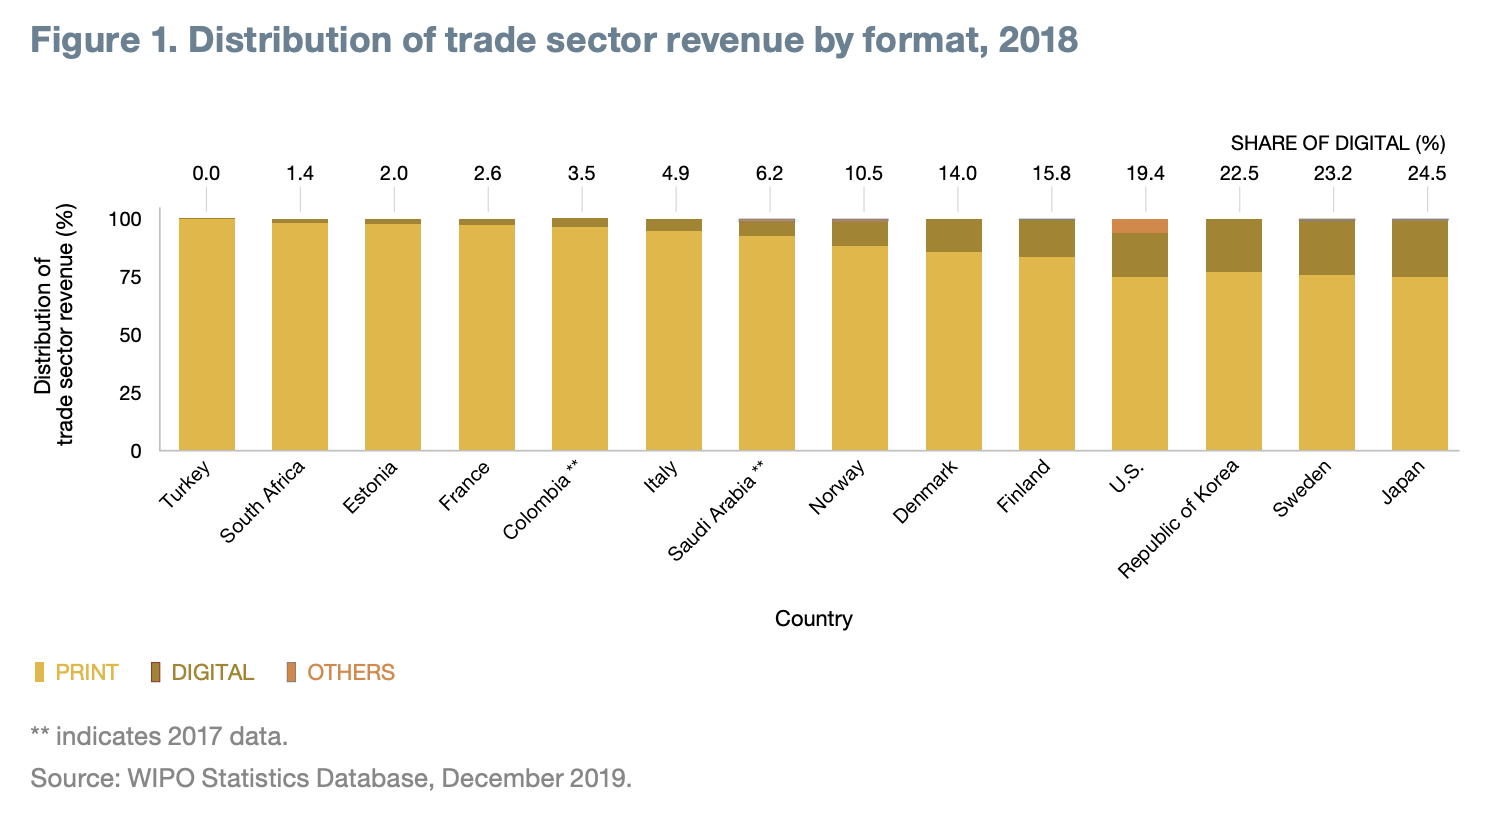 Figure 1. Distribution of trade sector revenue by format, 2018
SHARE OF DIGITAL (%)
0.0 1.4 2.0 2.6 3.5 4.9 6.2 10.5 14.0 15.8 19.4 22.5 23.2 24.5
Distribution of
trade sector revenue (%)
100
75
50
25
0
Turkey
South Africa
Estonia
France
Colombia **
Italy
Saudi Arabia **
Norway
Denmark
Finland
U.S.
Republic of Korea
Sweden
Japan
Country
PRINT DIGITAL OTHERS
** indicates 2017 data.
Source: WIPO Statistics Database, December 2019.